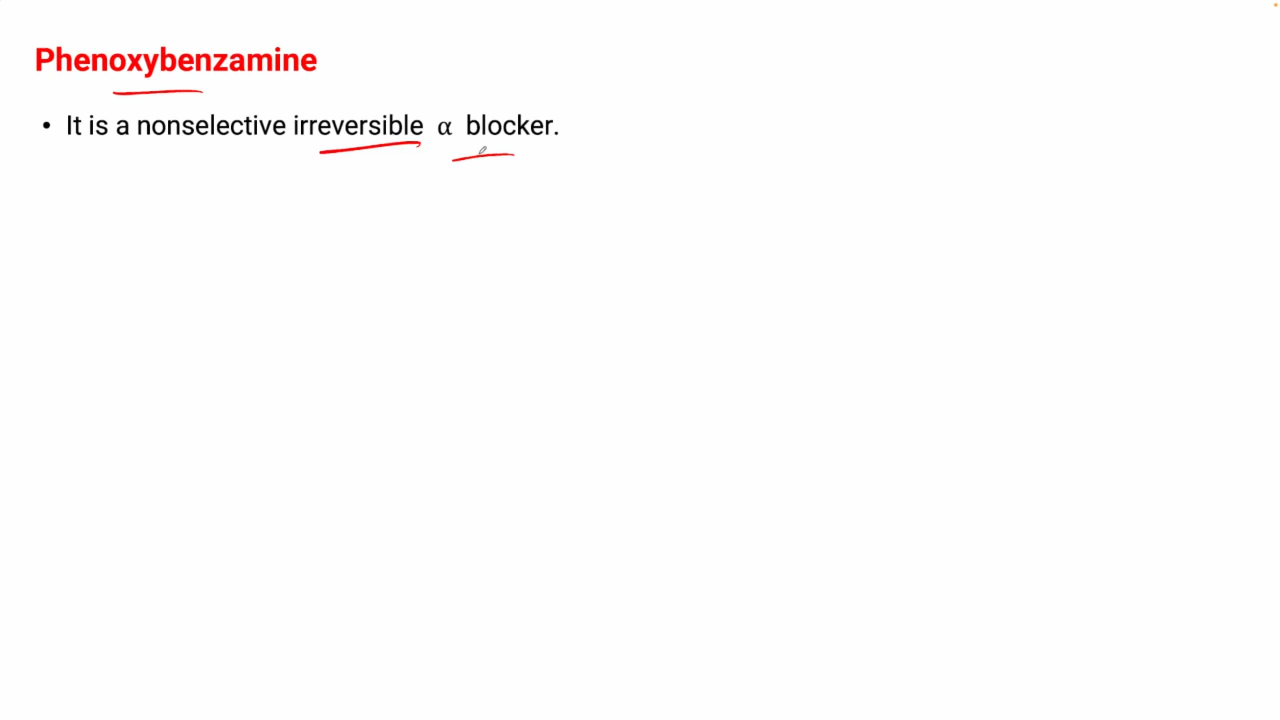 Phenoxybenzamine
• It is a nonselective irreversible α blocker.